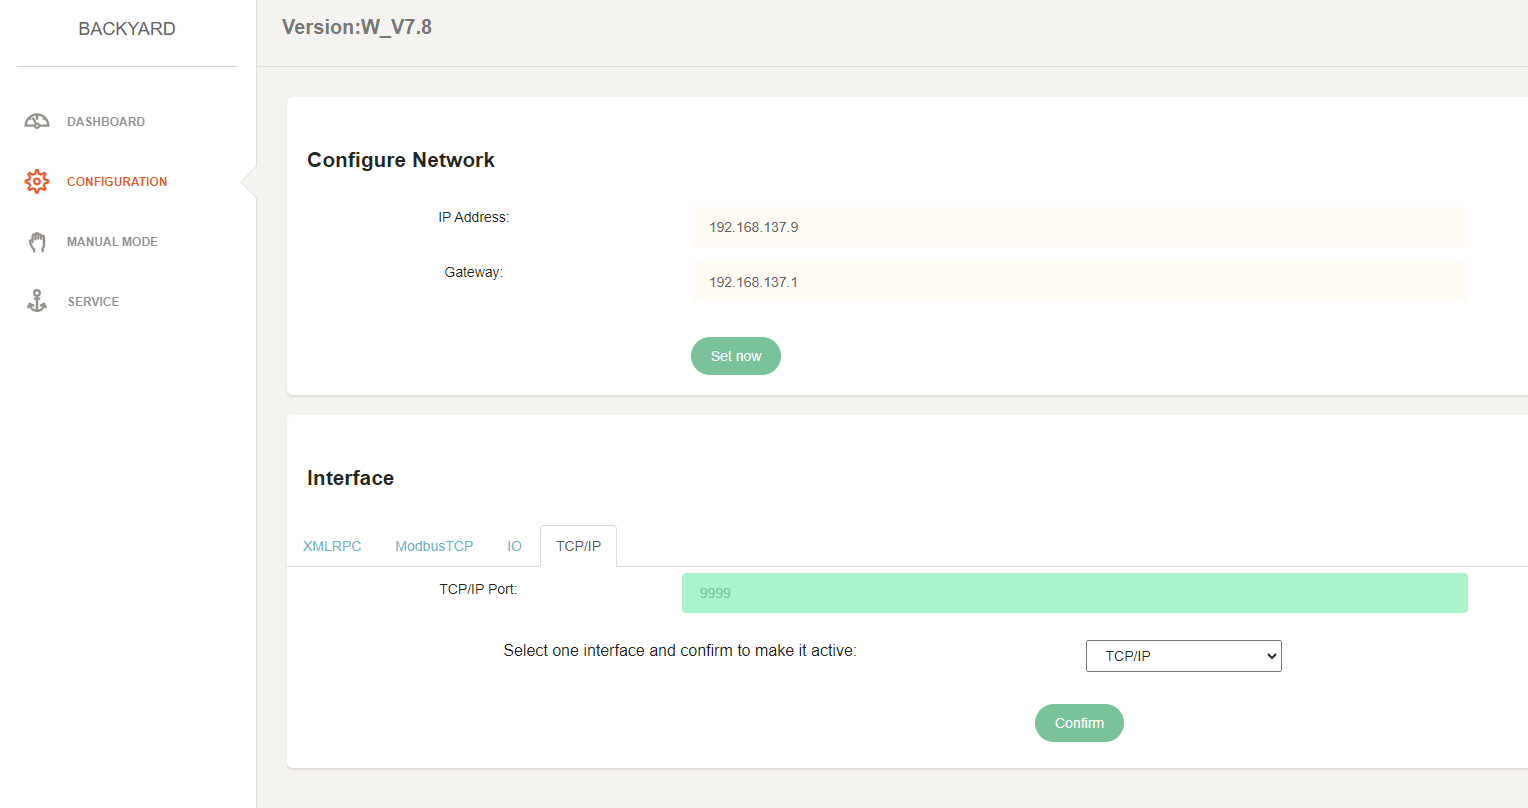 BACKYARD
Version:W_V7.8
DASHBOARD
CONFIGURATION
MANUAL MODE
SERVICE
Configure Network
IP Address: 192.168.137.9
Gateway: 192.168.137.1
Set now
Interface
XMLRPC ModbusTCP IO TCP/IP
TCP/IP Port: 9999
Select one interface and confirm to make it active: TCP/IP
Confirm